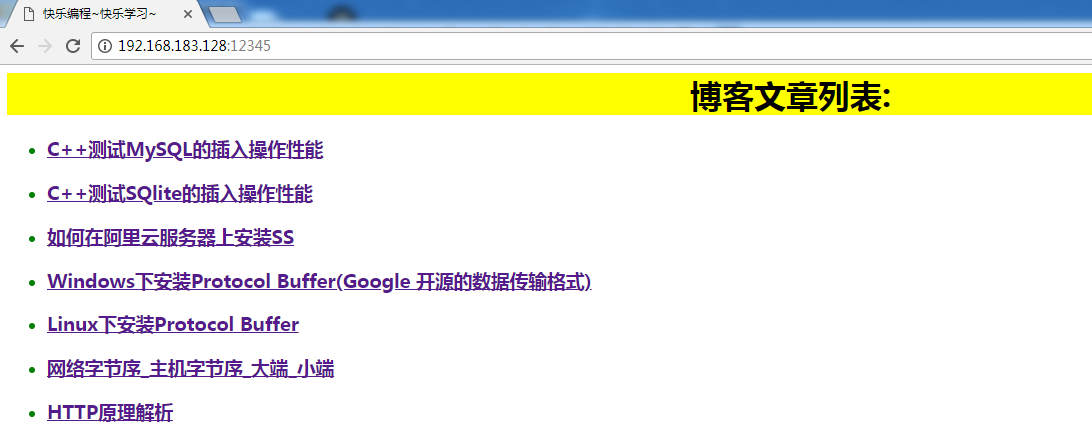 快乐编程~快乐学习~
192.168.183.128:12345
博客文章列表:
C++测试MySQL的插入操作性能
C++测试SQlite的插入操作性能
如何在阿里云服务器上安装SS
Windows下安装Protocol Buffer(Google 开源的数据传输格式)
Linux下安装Protocol Buffer
网络字节序_主机字节序_大端_小端
HTTP原理解析